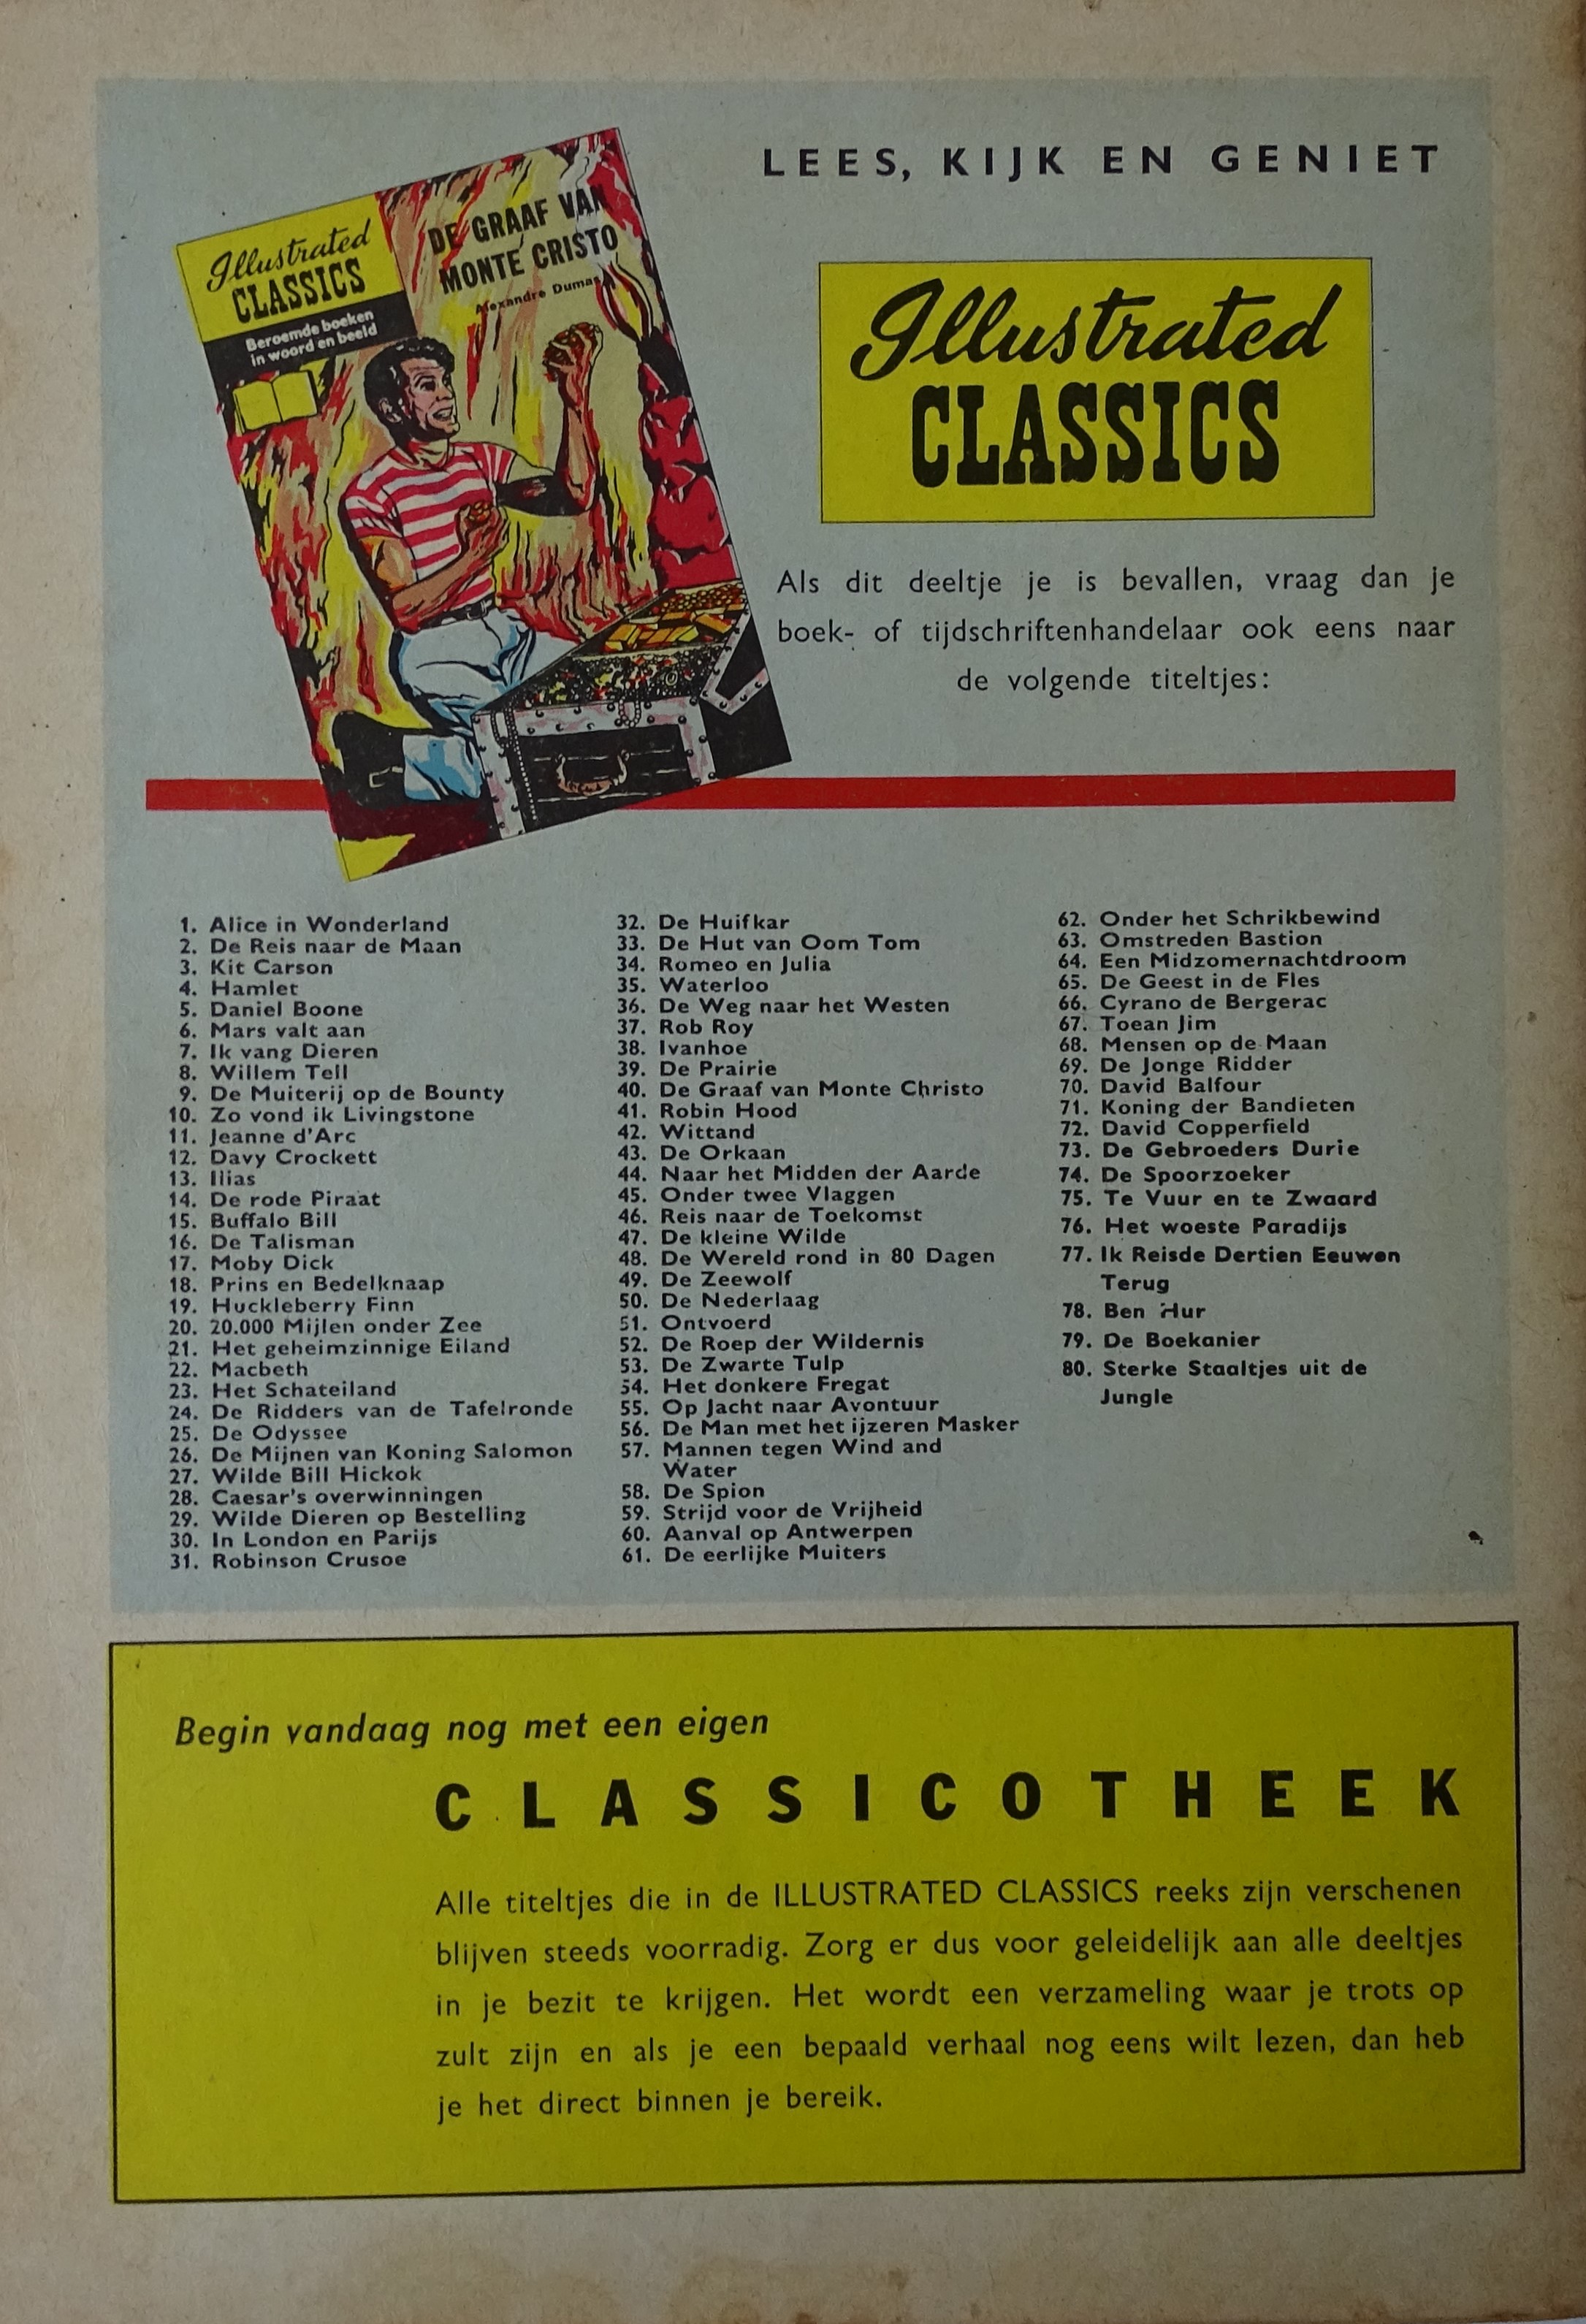 LEES, KIJK EN GENIET
Illustrated
CLASSICS
Beroemde boeken
in woord en beeld
DE GRAAF VAN
MONTE CRISTO
Alexandre Dumas
Illustrated
CLASSICS
Als dit deeltje je is bevallen, vraag dan je
boek- of tijdschriftenhandelaar ook eens naar
de volgende titeltjes:
1. Alice in Wonderland
2. De Reis naar de Maan
3. Kit Carson
4. Hamlet
5. Daniel Boone
6. Mars valt aan
7. Ik vang Dieren
8. Willem Tell
9. De Muiterij op de Bounty
10. Zo vond ik Livingstone
11. Jeanne d'Arc
12. Davy Crockett
13. Ilias
14. De rode Piraat
15. Buffalo Bill
16. De Talisman
17. Moby Dick
18. Prins en Bedelknaap
19. Huckleberry Finn
20. 20.000 Mijlen onder Zee
21. Het geheimzinnige Eiland
22. Macbeth
23. Het Schateiland
24. De Ridders van de Tafelronde
25. De Odyssee
26. De Mijnen van Koning Salomon
27. Wilde Bill Hickok
28. Caesar's overwinningen
29. Wilde Dieren op Bestelling
30. In London en Parijs
31. Robinson Crusoe
32. De Huifkar
33. De Hut van Oom Tom
34. Romeo en Julia
35. Waterloo
36. De Weg naar het Westen
37. Rob Roy
38. Ivanhoe
39. De Prairie
40. De Graaf van Monte Christo
41. Robin Hood
42. Wittand
43. De Orkaan
44. Naar het Midden der Aarde
45. Onder twee Vlaggen
46. Reis naar de Toekomst
47. De kleine Wilde
48. De Wereld rond in 80 Dagen
49. De Zeewolf
50. De Nederlaag
51. Ontvoerd
52. De Roep der Wildernis
53. De Zwarte Tulp
54. Het donkere Fregat
55. Op Jacht naar Avontuur
56. De Man met het ijzeren Masker
57. Mannen tegen Wind and
Water
58. De Spion
59. Strijd voor de Vrijheid
60. Aanval op Antwerpen
61. De eerlijke Muiters
62. Onder het Schrikbewind
63. Omstreden Bastion
64. Een Midzomernachtdroom
65. De Geest in de Fles
66. Cyrano de Bergerac
67. Toean Jim
68. Mensen op de Maan
69. De Jonge Ridder
70. David Balfour
71. Koning der Bandieten
72. David Copperfield
73. De Gebroeders Durie
74. De Spoorzoeker
75. Te Vuur en te Zwaard
76. Het woeste Paradijs
77. Ik Reisde Dertien Eeuwen
Terug
78. Ben Hur
79. De Boekanier
80. Sterke Staaltjes uit de
Jungle
Begin vandaag nog met een eigen
CLASSICOTHEEK
Alle titeltjes die in de ILLUSTRATED CLASSICS reeks zijn verschenen
blijven steeds voorradig. Zorg er dus voor geleidelijk aan alle deeltjes
in je bezit te krijgen. Het wordt een verzameling waar je trots op
zult zijn en als je een bepaald verhaal nog eens wilt lezen, dan heb
je het direct binnen je bereik.